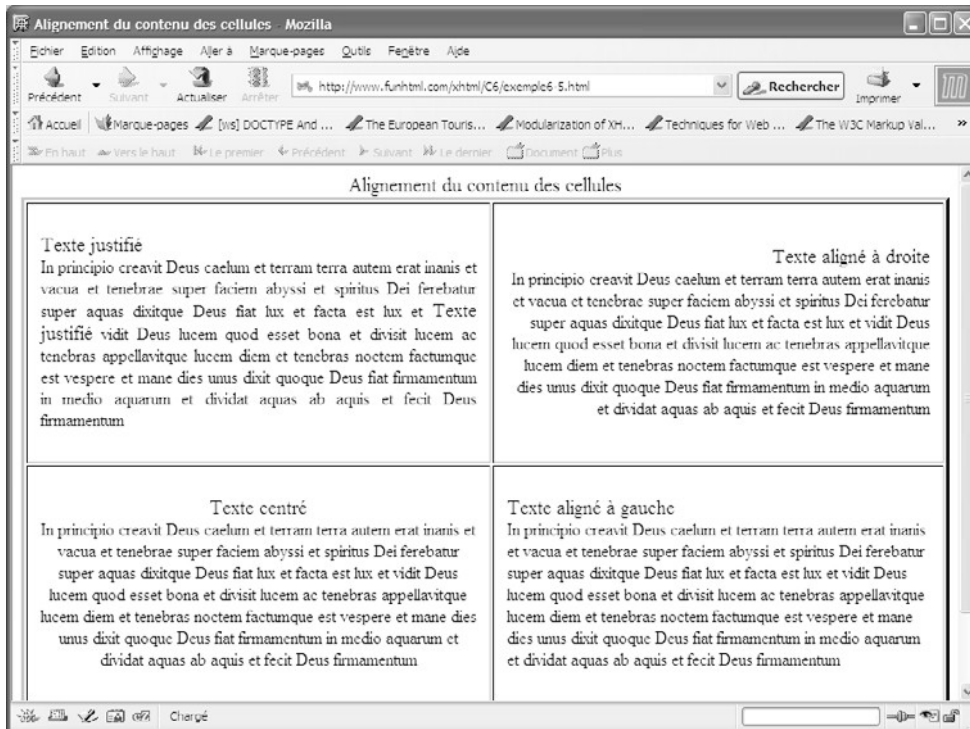 Alignement du contenu des cellules - Mozilla
Fichier Edition Affichage Aller à Marque-pages Outils Fenêtre Aide
Précédent Suivant Actualiser Arrêter http://www.funhtml.com/xhtml/C6/exemple6-5.html Rechercher Imprimer
Accueil Marque-pages [ws] DOCTYPE And ... The European Touris... Modularization of XH... Techniques for Web ... The W3C Markup Val... »
En haut Vers le haut Le premier Précédent Suivant Le dernier Document Plus
Alignement du contenu des cellules
Texte justifié
In principio creavit Deus caelum et terram terra autem erat inanis et
vacua et tenebrae super faciem abyssi et spiritus Dei ferebatur
super aquas dixitque Deus fiat lux et facta est lux et Texte
justifié vidit Deus lucem quod esset bona et divisit lucem ac
tenebras appellavitque lucem diem et tenebras noctem factumque
est vespere et mane dies unus dixit quoque Deus fiat firmamentum
in medio aquarum et dividat aquas ab aquis et fecit Deus
firmamentum
Texte aligné à droite
In principio creavit Deus caelum et terram terra autem erat inanis
et vacua et tenebrae super faciem abyssi et spiritus Dei ferebatur
super aquas dixitque Deus fiat lux et facta est lux et vidit Deus
lucem quod esset bona et divisit lucem ac tenebras appellavitque
lucem diem et tenebras noctem factumque est vespere et mane
dies unus dixit quoque Deus fiat firmamentum in medio aquarum
et dividat aquas ab aquis et fecit Deus firmamentum
Texte centré
In principio creavit Deus caelum et terram terra autem erat inanis et
vacua et tenebrae super faciem abyssi et spiritus Dei ferebatur
super aquas dixitque Deus fiat lux et facta est lux et vidit Deus
lucem quod esset bona et divisit lucem ac tenebras appellavitque
lucem diem et tenebras noctem factumque est vespere et mane dies
unus dixit quoque Deus fiat firmamentum in medio aquarum et
dividat aquas ab aquis et fecit Deus firmamentum
Texte aligné à gauche
In principio creavit Deus caelum et terram terra autem erat inanis
et vacua et tenebrae super faciem abyssi et spiritus Dei ferebatur
super aquas dixitque Deus fiat lux et facta est lux et vidit Deus
lucem quod esset bona et divisit lucem ac tenebras appellavitque
lucem diem et tenebras noctem factumque est vespere et mane
dies unus dixit quoque Deus fiat firmamentum in medio aquarum
et dividat aquas ab aquis et fecit Deus firmamentum
Chargé